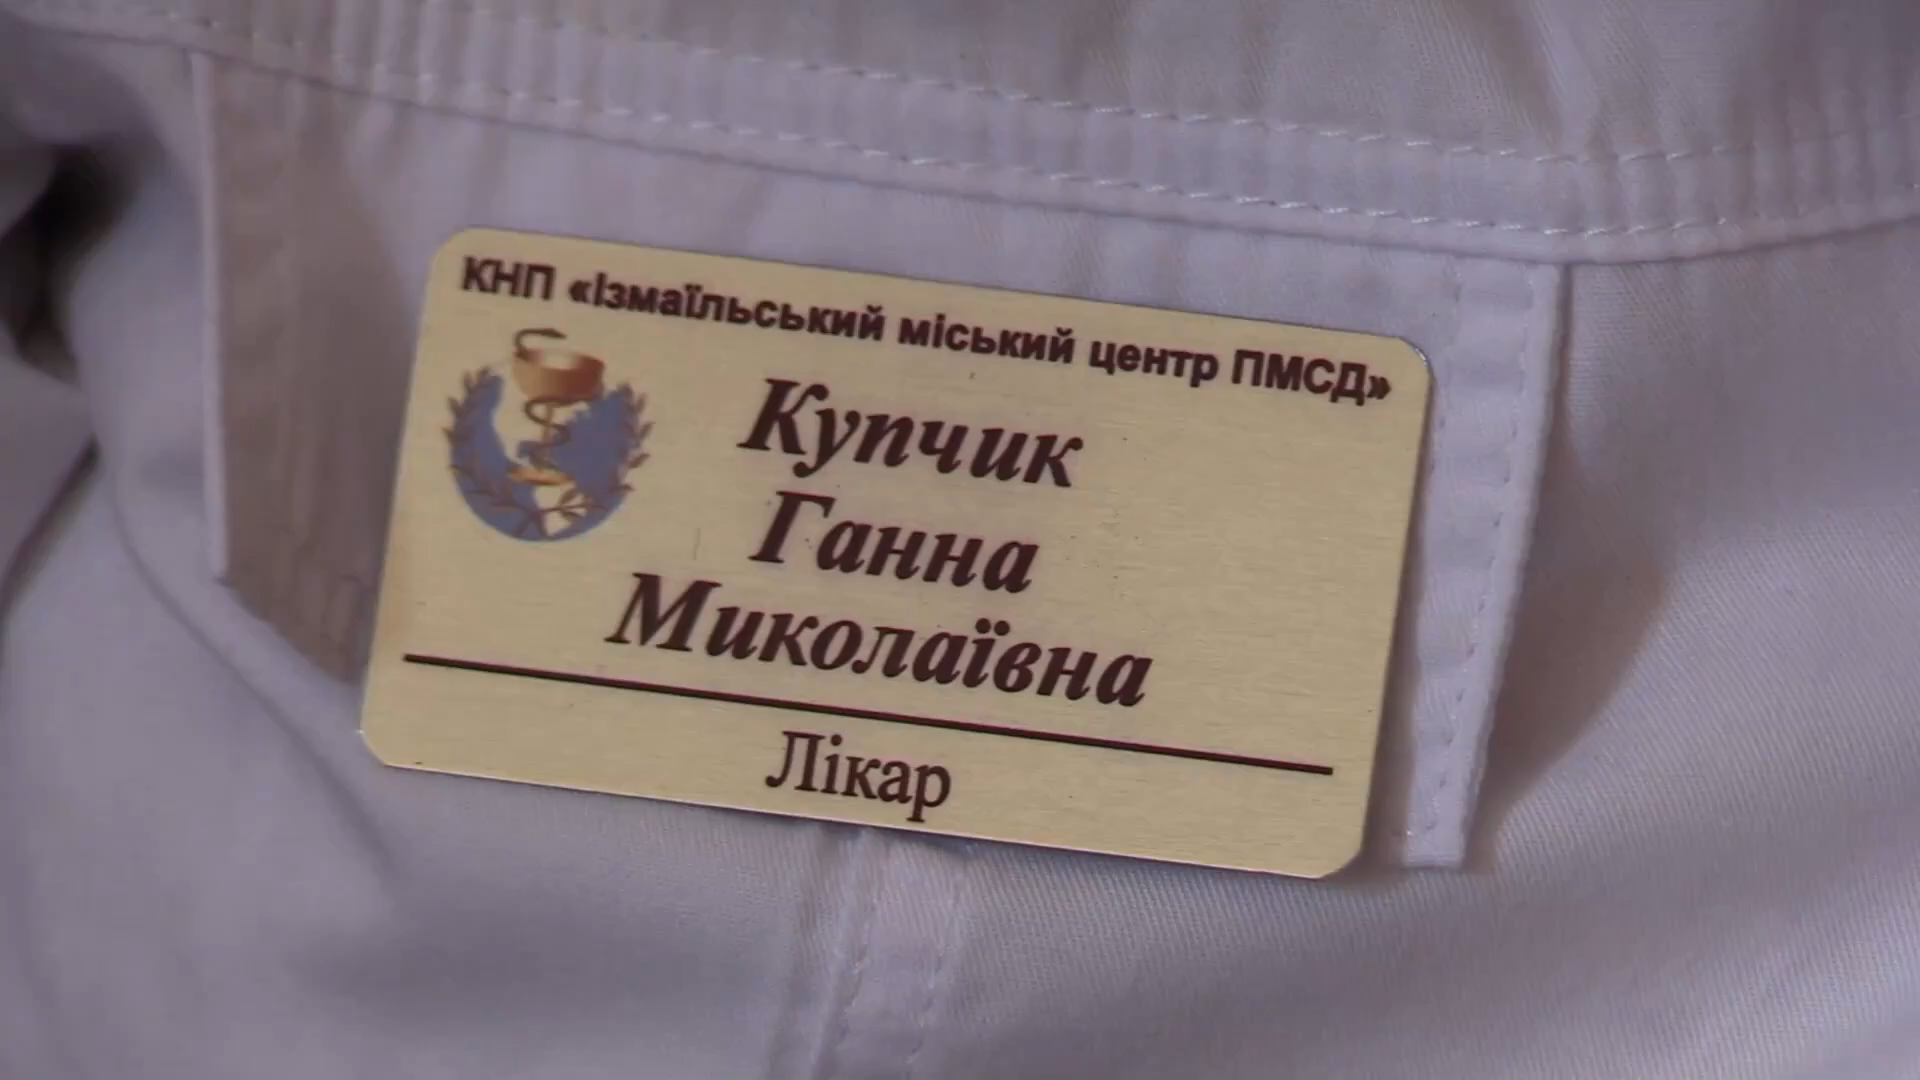 КНП «Ізмаїльський міський центр ПМСД»
Купчик
Ганна
Миколаївна
Лікар